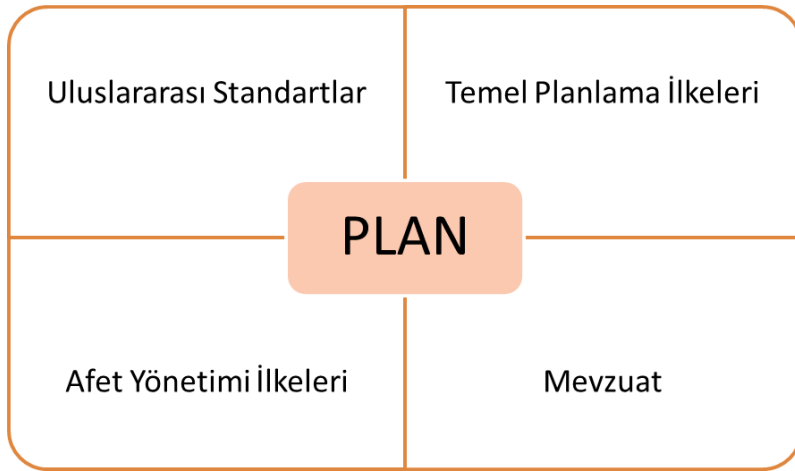 Uluslararası Standartlar
Temel Planlama İlkeleri
PLAN
Afet Yönetimi İlkeleri
Mevzuat